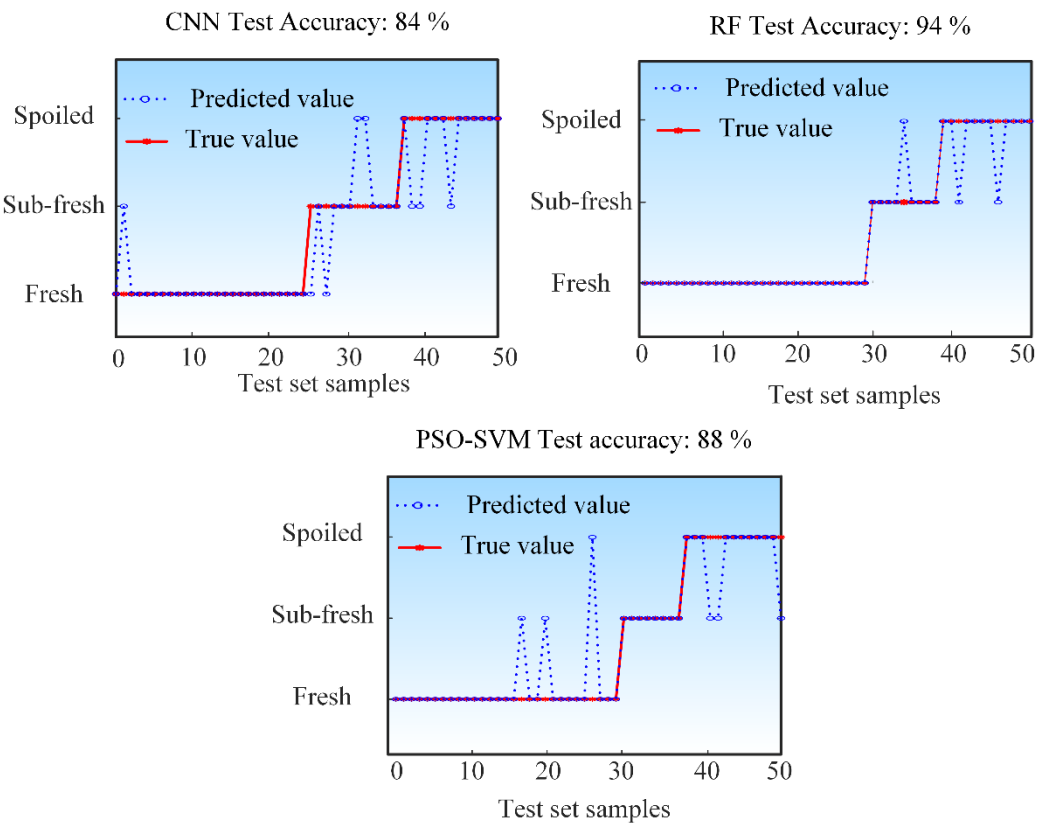 CNN Test Accuracy: 84 %
Predicted value
True value
Spoiled
Sub-fresh
Fresh
0 10 20 30 40 50
Test set samples
RF Test Accuracy: 94 %
Predicted value
True value
Spoiled
Sub-fresh
Fresh
0 10 20 30 40 50
Test set samples
PSO-SVM Test accuracy: 88 %
Predicted value
True value
Spoiled
Sub-fresh
Fresh
0 10 20 30 40 50
Test set samples